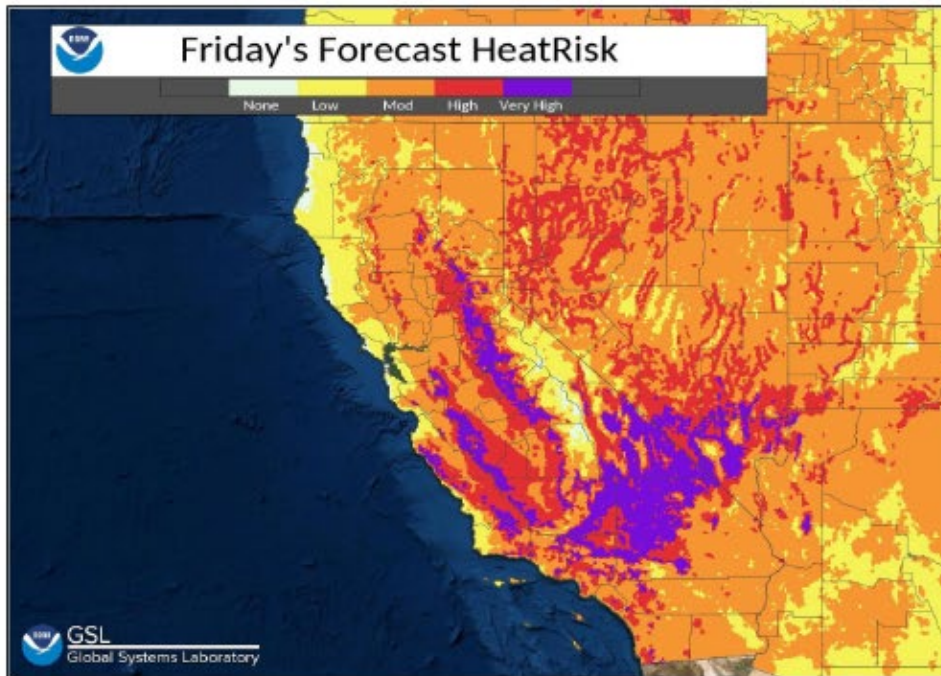 Friday's Forecast HeatRisk
None Low Mod High Very High
GSL
Global Systems Laboratory